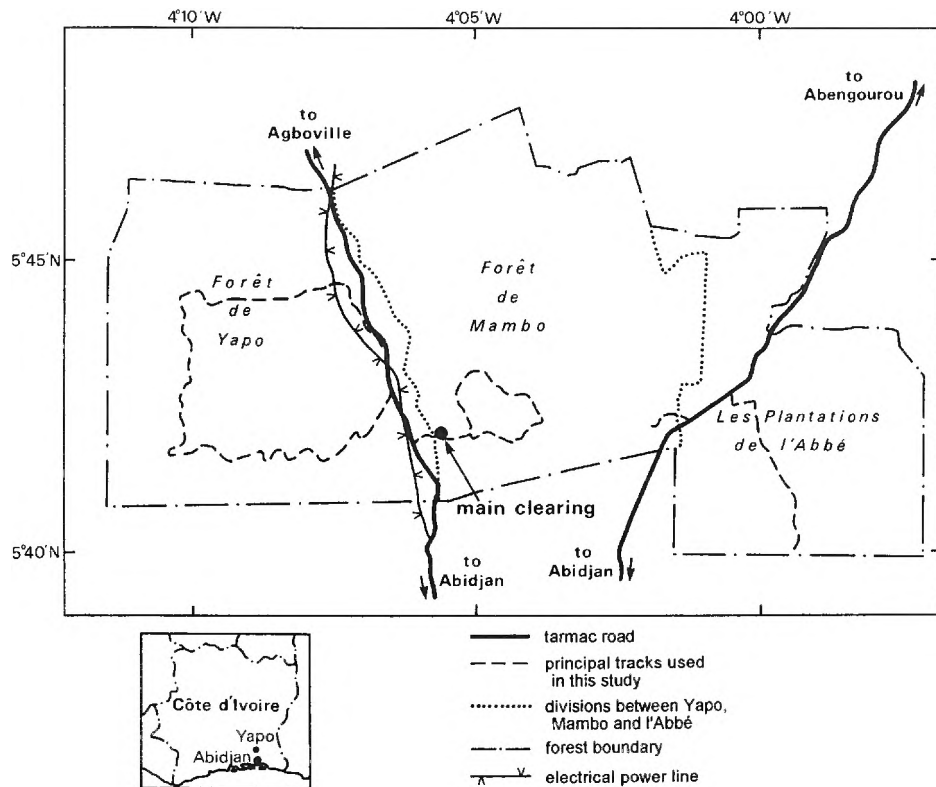 4°10'W
4°05'W
4°00'W
to
Abengourou
to
Agboville
5°45'N
Forêt
de
Yapo
Forêt
de
Mambo
Les Plantations
de l'Abbé
main clearing
5°40'N
to
Abidjan
to
Abidjan
Côte d'Ivoire
Yapo
Abidjan
tarmac road
principal tracks used
in this study
divisions between Yapo,
Mambo and l'Abbé
forest boundary
electrical power line